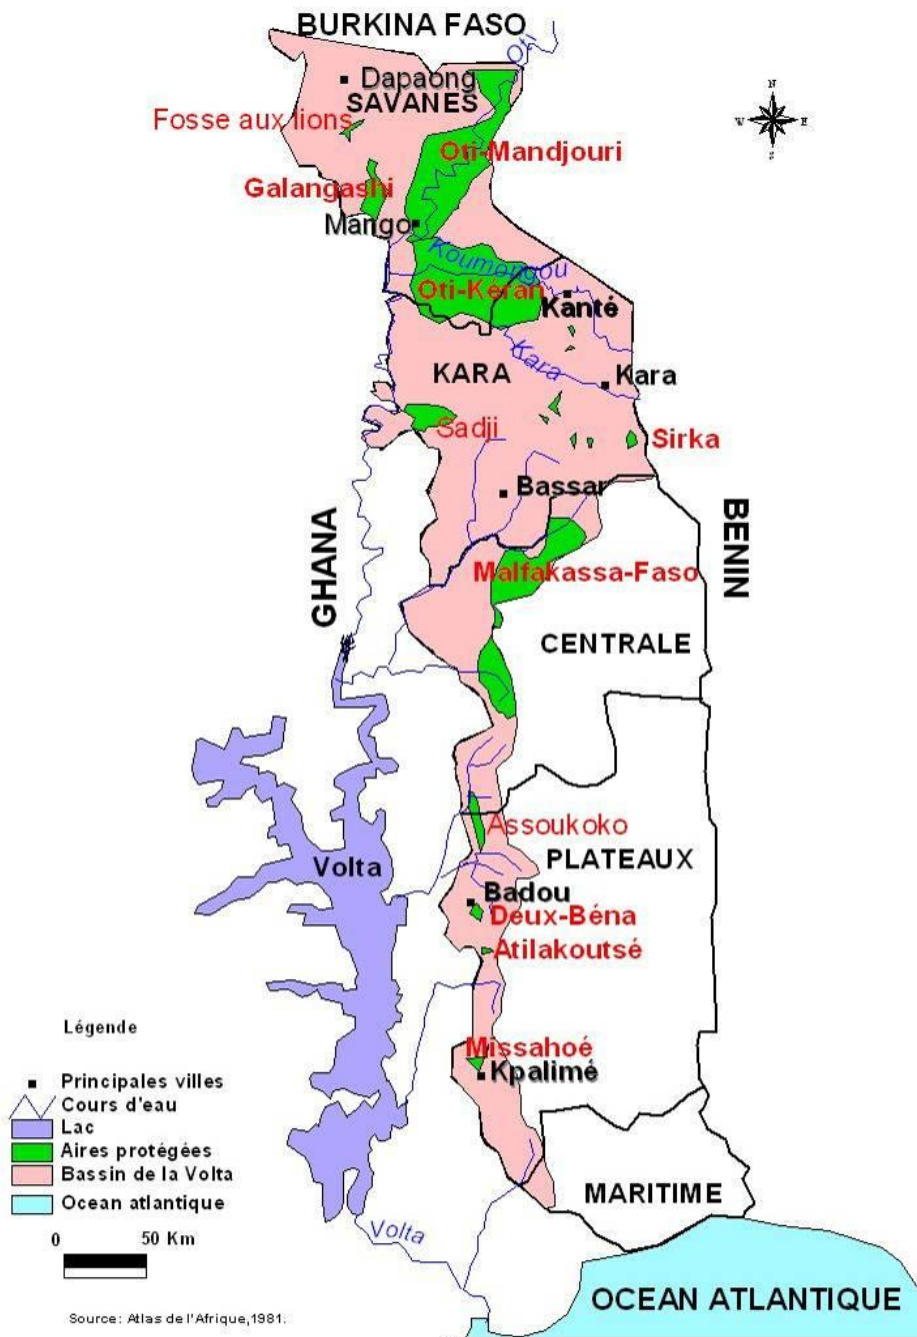 BURKINA FASO
Oti
Dapaong
SAVANES
Fosse aux lions
Oti-Mandjouri
Galangashi
Mango
Koumongou
Oti-Keran
Kanté
Kara
KARA
Kara
Sadji
Sirka
Bassar
N
W
E
S
GHANA
BENIN
Malfakassa-Faso
CENTRALE
Assoukoko
PLATEAUX
Volta
Badou
Deux-Béna
Atilakoutsé
Missahoé
Kpalimé
MARITIME
Volta
OCEAN ATLANTIQUE
Légende
Principales villes
Cours d'eau
Lac
Aires protégées
Bassin de la Volta
Ocean atlantique
0 50 Km
Source: Atlas de l'Afrique,1981.